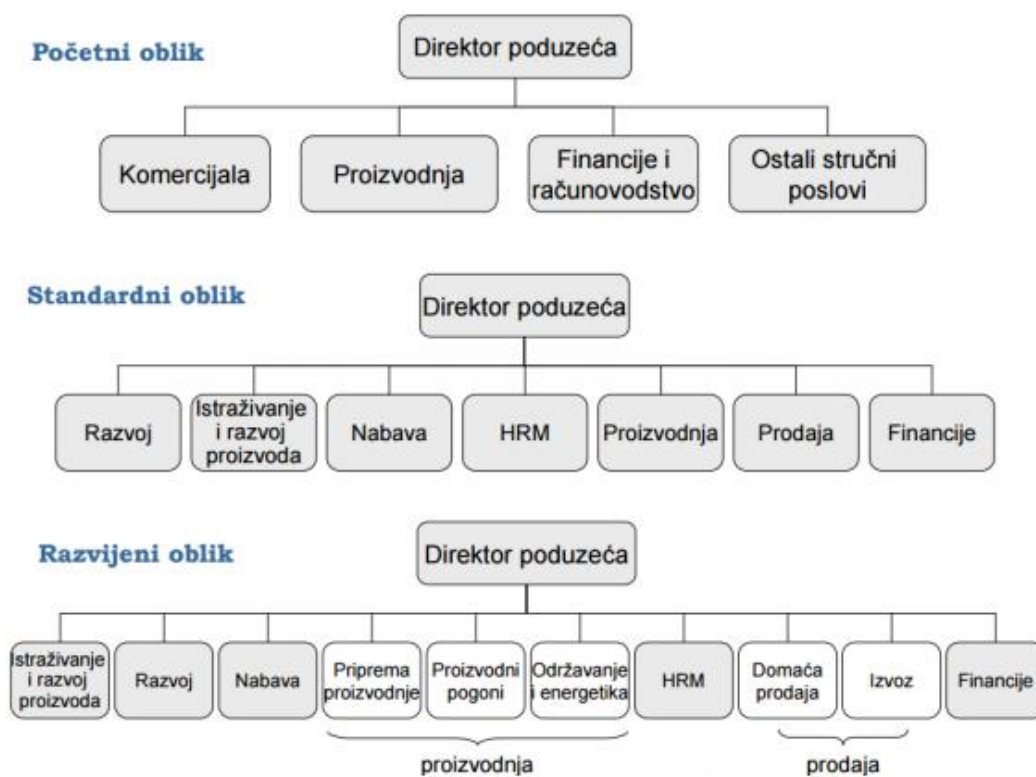 Početni oblik
Direktor poduzeća
Komercijala
Proizvodnja
Financije i
računovodstvo
Ostali stručni
poslovi
Standardni oblik
Direktor poduzeća
Razvoj
Istraživanje
i razvoj
proizvoda
Nabava
HRM
Proizvodnja
Prodaja
Financije
Razvijeni oblik
Direktor poduzeća
Istraživanje
i razvoj
proizvoda
Razvoj
Nabava
Priprema
proizvodnje
Proizvodni
pogoni
Održavanje
i energetika
HRM
Domaća
prodaja
Izvoz
Financije
proizvodnja
prodaja